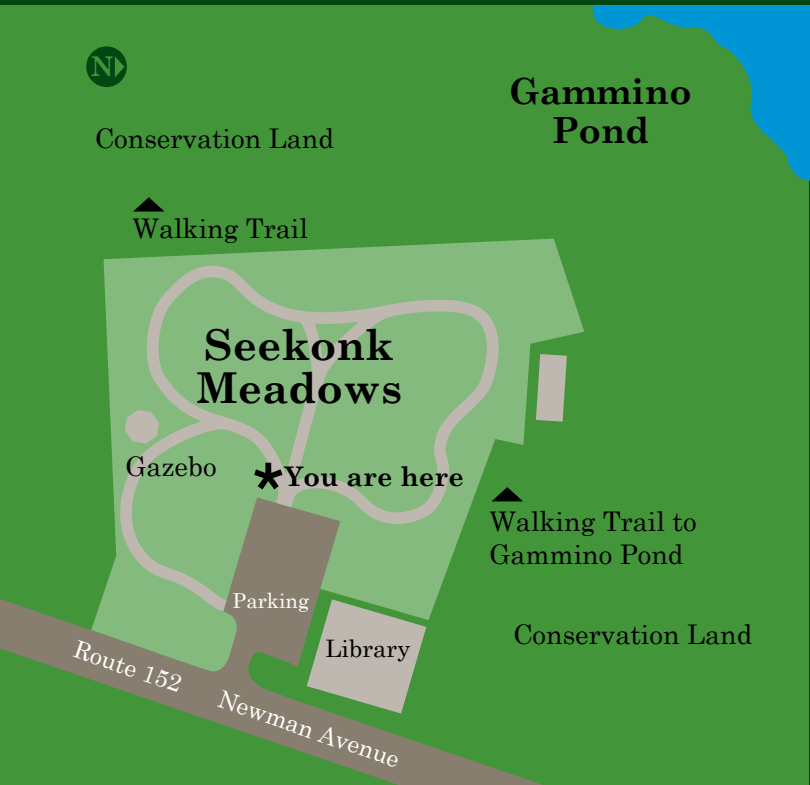 N
Gammino
Pond
Conservation Land
Walking Trail
Seekonk
Meadows
Gazebo
*You are here
Walking Trail to
Gammino Pond
Parking
Library
Conservation Land
Route 152
Newman Avenue